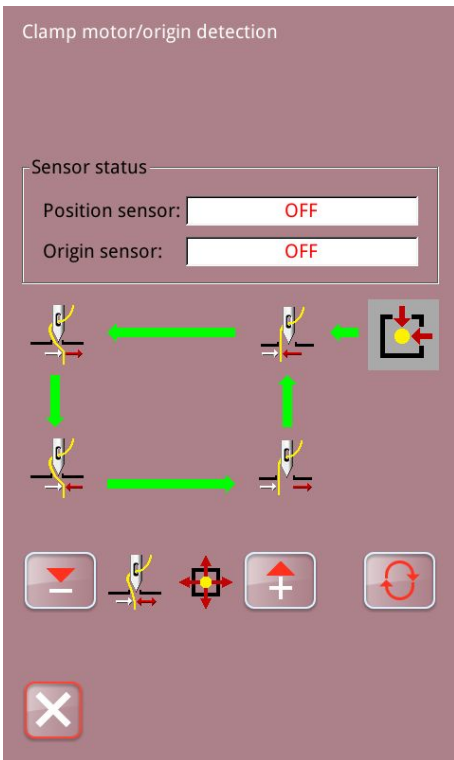 Clamp motor/origin detection
Sensor status
Position sensor: OFF
Origin sensor: OFF